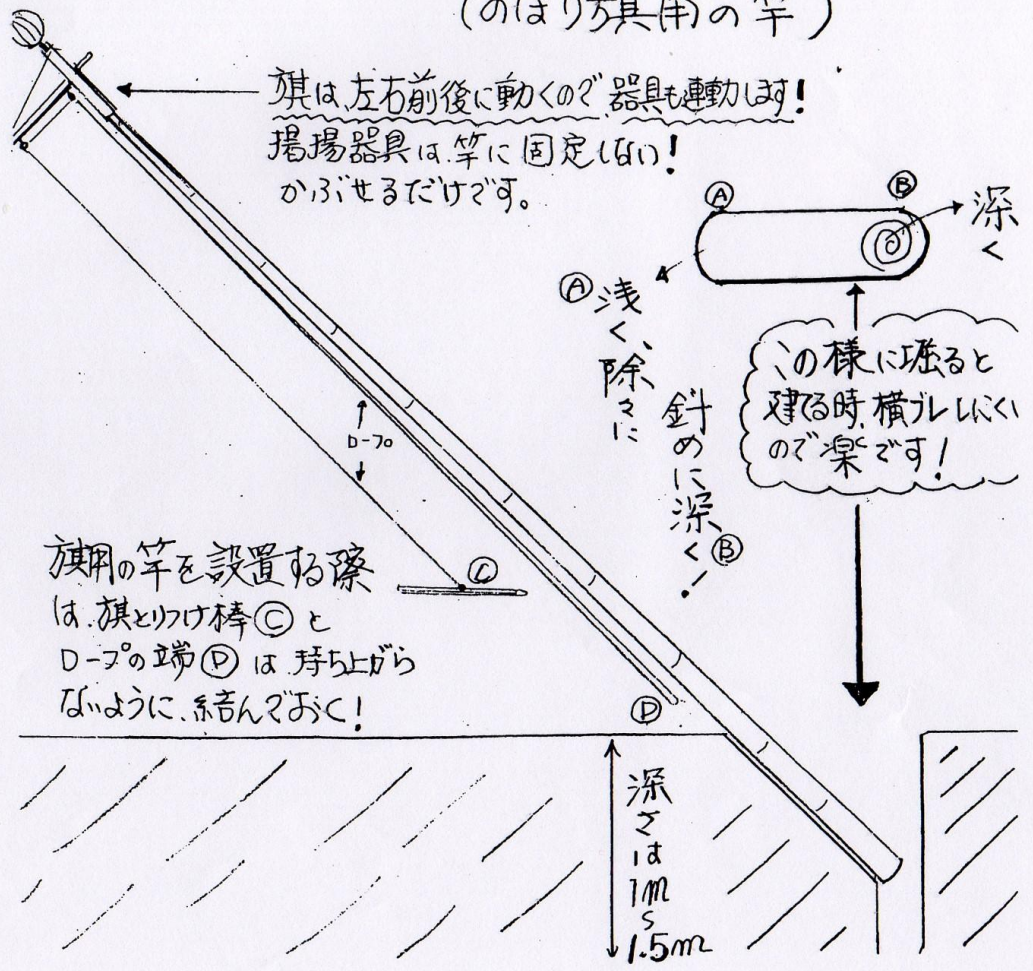 (のぼり旗用の竿)
旗は、左右前後に動くので、器具も連動します!
掲揚器具は、竿に固定しない!
かぶせるだけです。
Ⓐ
Ⓑ
深く
Ⓐ浅く、除々に
斜めに深く!Ⓑ
この様に堀ると
建てる時、横ブレしにくい
ので楽です!
ロープ
Ⓒ
旗用の竿を設置する際
は、旗とりつけ棒Ⓒと
ロープの端Ⓓは、持ち上がら
ないように、結んでおく!
Ⓓ
深さは1m~1.5m